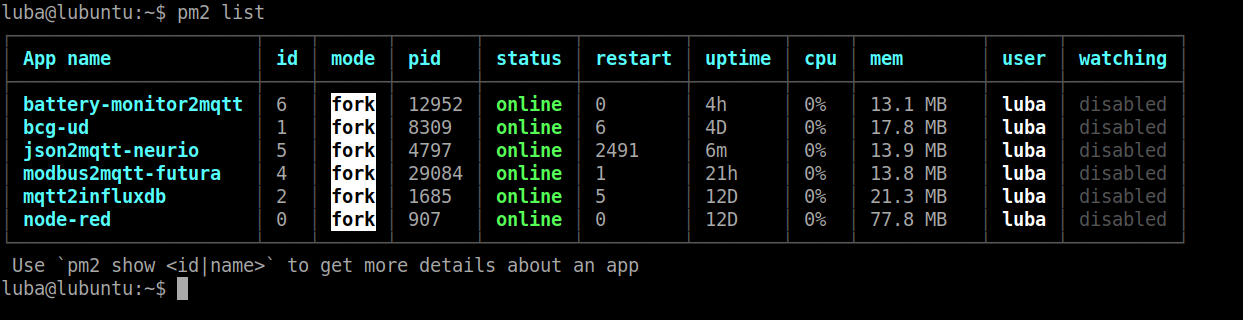 luba@lubuntu:~$ pm2 list
App name id mode pid status restart uptime cpu mem user watching
battery-monitor2mqtt 6 fork 12952 online 0 4h 0% 13.1 MB luba disabled
bcg-ud 1 fork 8309 online 6 4D 0% 17.8 MB luba disabled
json2mqtt-neurio 5 fork 4797 online 2491 6m 0% 13.9 MB luba disabled
modbus2mqtt-futura 4 fork 29084 online 1 21h 0% 13.8 MB luba disabled
mqtt2influxdb 2 fork 1685 online 5 12D 0% 21.3 MB luba disabled
node-red 0 fork 907 online 0 12D 0% 77.8 MB luba disabled
Use `pm2 show <id|name>` to get more details about an app
luba@lubuntu:~$